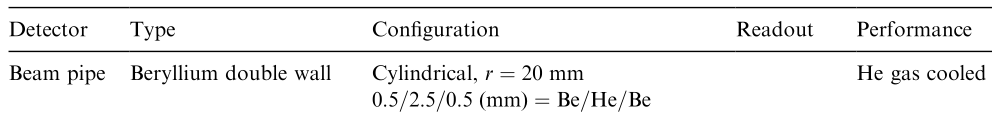 Detector Type Configuration Readout Performance
Beam pipe Beryllium double wall Cylindrical, r = 20 mm He gas cooled
0.5/2.5/0.5 (mm) = Be/He/Be